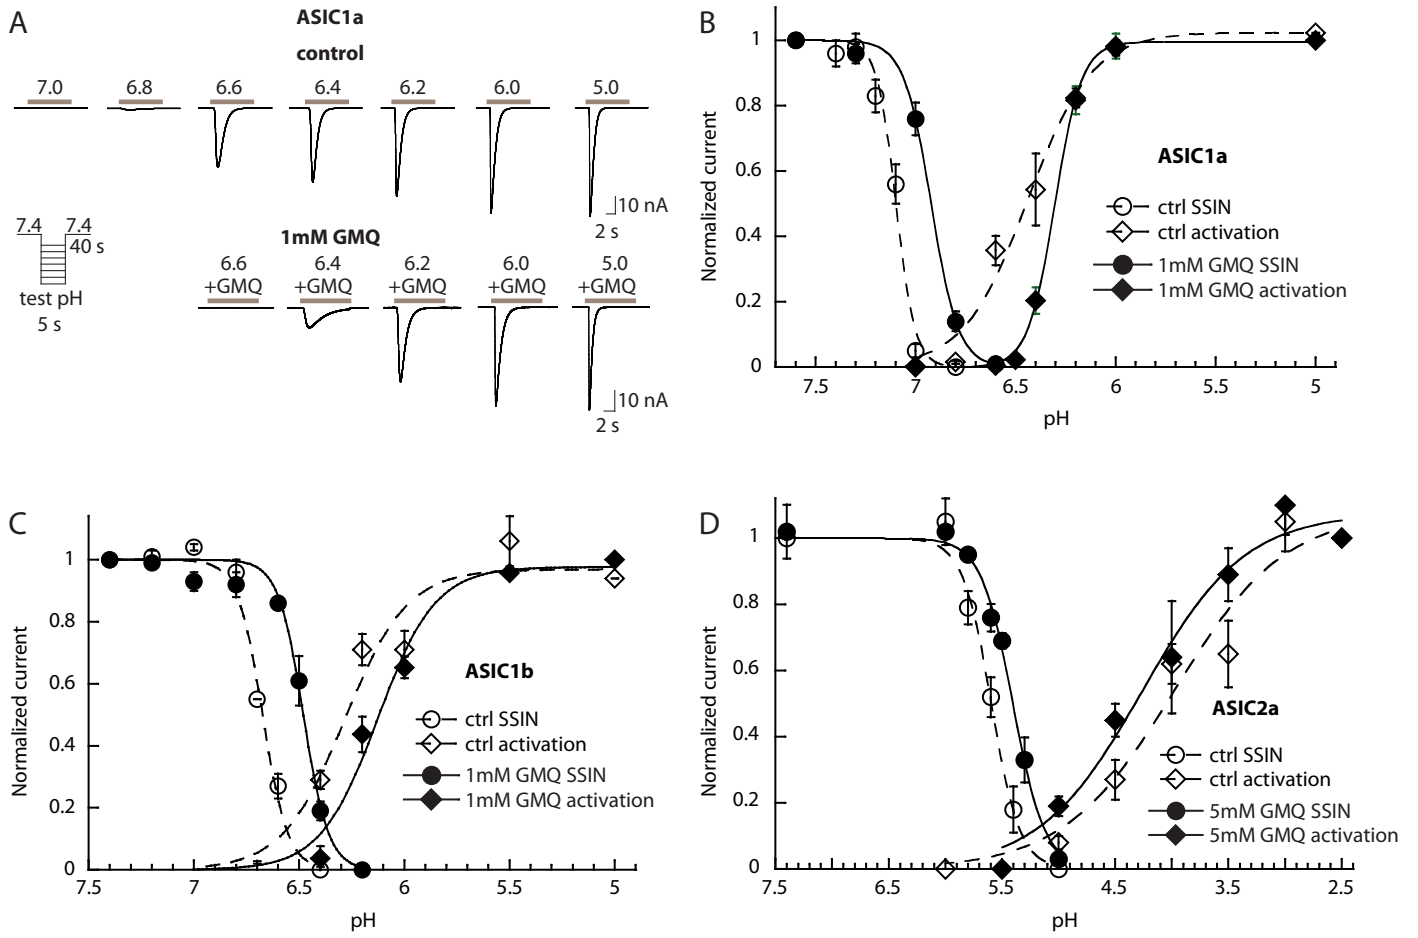 A
ASIC1a
control
7.0 6.8 6.6 6.4 6.2 6.0 5.0
10 nA
2 s
7.4 7.4
40 s
test pH
5 s
1mM GMQ
6.6 6.4 6.2 6.0 5.0
+GMQ +GMQ +GMQ +GMQ +GMQ
10 nA
2 s
B
Normalized current
1
0.8
0.6
0.4
0.2
0
7.5 7 6.5 6 5.5 5
pH
ASIC1a
ctrl SSIN
ctrl activation
1mM GMQ SSIN
1mM GMQ activation
C
Normalized current
1
0.8
0.6
0.4
0.2
0
7.5 7 6.5 6 5.5 5
pH
ASIC1b
ctrl SSIN
ctrl activation
1mM GMQ SSIN
1mM GMQ activation
D
Normalized current
1
0.8
0.6
0.4
0.2
0
7.5 6.5 5.5 4.5 3.5 2.5
pH
ASIC2a
ctrl SSIN
ctrl activation
5mM GMQ SSIN
5mM GMQ activation